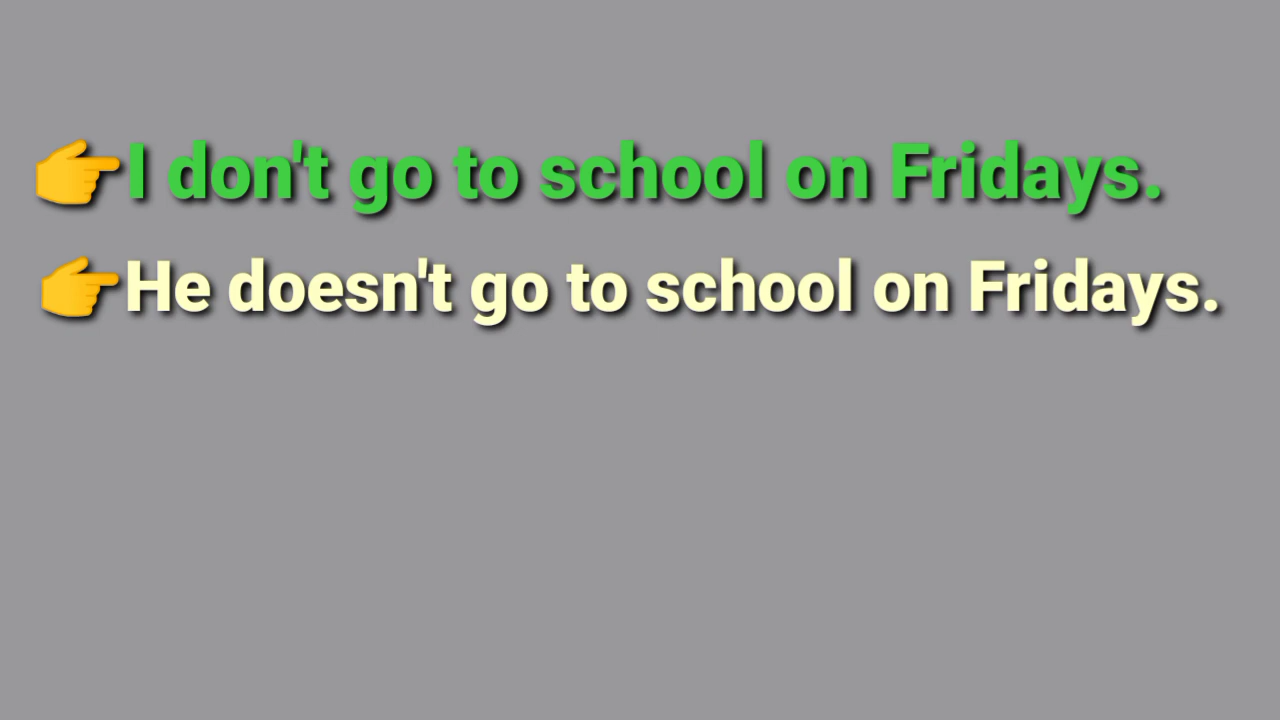 👉I don't go to school on Fridays.
👉He doesn't go to school on Fridays.